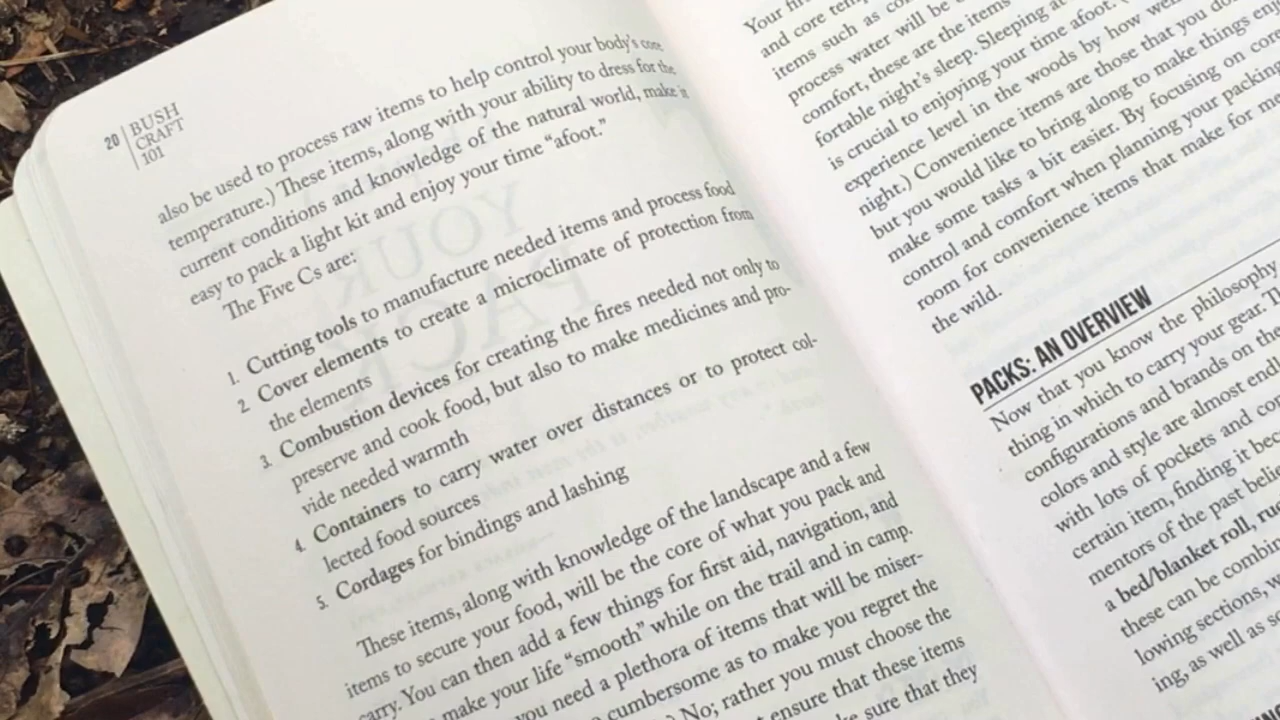 20
BUSH
CRAFT
101
also be used to process raw items to help control your body's core
temperature.) These items, along with your ability to dress for the
current conditions and knowledge of the natural world, make it
easy to pack a light kit and enjoy your time “afoot.”
The Five Cs are:
1. Cutting tools to manufacture needed items and process food
2. Cover elements to create a microclimate of protection from
the elements
3. Combustion devices for creating the fires needed not only to
preserve and cook food, but also to make medicines and pro-
vide needed warmth
4. Containers to carry water over distances or to protect col-
lected food sources
5. Cordages for bindings and lashing
These items, along with knowledge of the landscape and a few
items to secure your food, will be the core of what you pack and
carry. You can then add a few things for first aid, navigation, and
make your life “smooth” while on the trail and in camp.
you need a plethora of items that will be miser-
cumbersome as to make you regret the
No; rather you must choose the
ensure that these items
sure that they
Your
and core
items such as
process water will be
comfort, these are the items
fortable night's sleep. Sleeping
is crucial to enjoying your time afoot.
experience level in the woods by how
night.) Convenience items are those that you
but you would like to bring along to make things
make some tasks a bit easier. By focusing on
control and comfort when planning your packing
room for convenience items that make for
the wild.
PACKS: AN OVERVIEW
Now that you know the philosophy
thing in which to carry your gear.
configurations and brands on the
colors and style are almost
with lots of pockets and
certain item, finding it
mentors of the past
a bed/blanket roll,
these can be
lowing sections,
ing, as well as